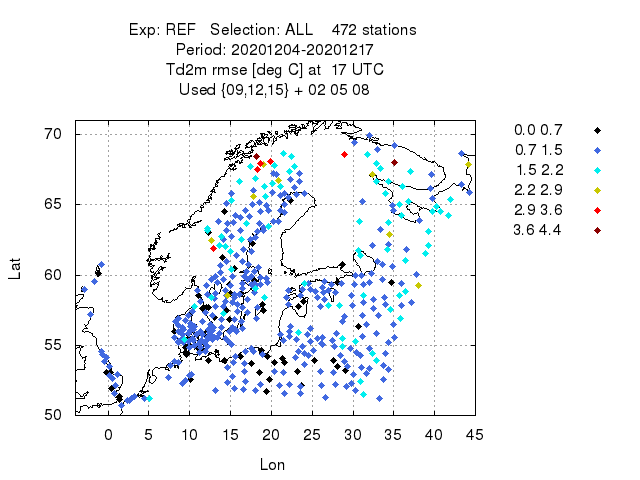 Exp: REF   Selection: ALL    472 stations
Period: 20201204-20201217
Td2m rmse [deg C] at  17 UTC
Used {09,12,15} + 02 05 08
0.0 0.7
0.7 1.5
1.5 2.2
2.2 2.9
2.9 3.6
3.6 4.4
Lat
70
65
60
55
50
0 5 10 15 20 25 30 35 40 45
Lon